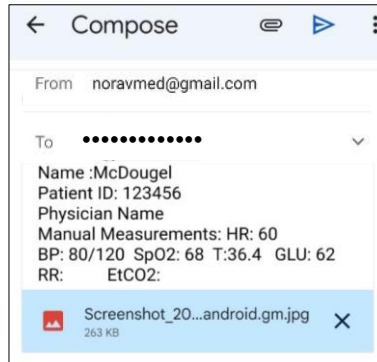 Compose
From noravmed@gmail.com
To •••••••••••••
Name :McDougel
Patient ID: 123456
Physician Name
Manual Measurements: HR: 60
BP: 80/120 SpO2: 68 T:36.4 GLU: 62
RR: EtCO2:
Screenshot_20...android.gm.jpg
263 KB